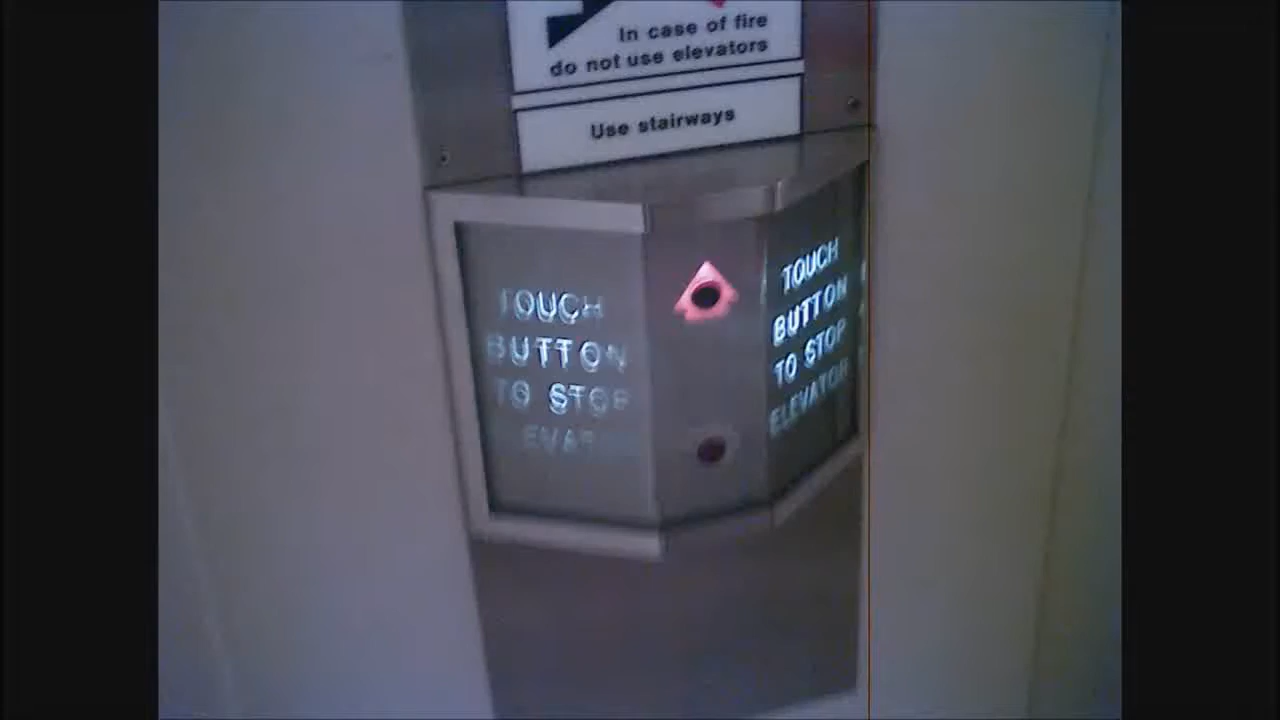 In case of fire
do not use elevators
Use stairways
TOUCH
BUTTON
TO STOP
TOUCH
BUTTON
TO STOP
ELEVATOR